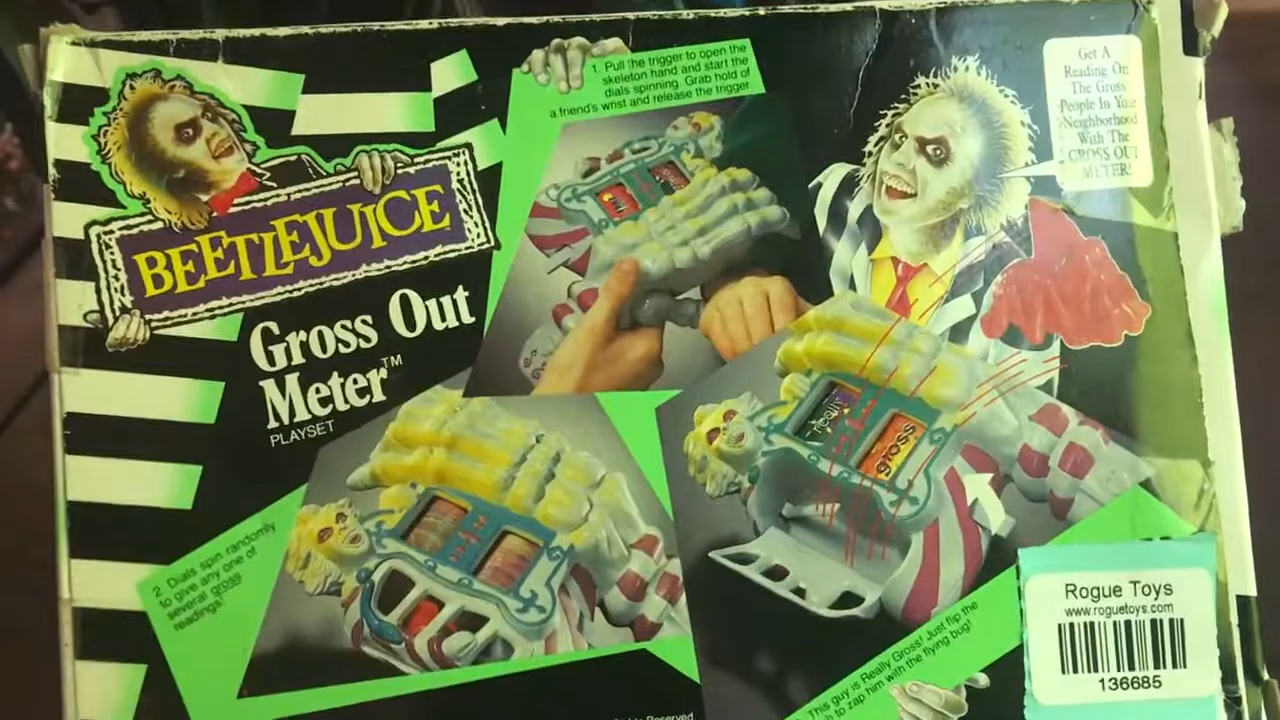 BEETLEJUICE
Gross Out
Meter™
PLAYSET
1. Pull the trigger to open the
skeleton hand and start the
dials spinning. Grab hold of
a friend's wrist and release the trigger
Get A
Reading On
The Gross
People In Your
Neighborhood
With The
GROSS OUT
METER!
really
gross
2. Dials spin randomly
to give any one of
several gross
readings!
This guy is Really Gross! Just flip the
to zap him with the flying bug!
Reserved
Rogue Toys
www.roguetoys.com
136685